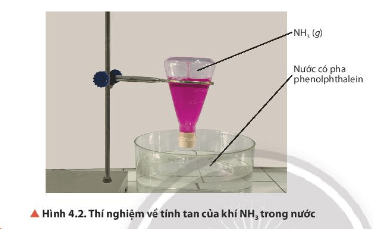 NH₃ (g)
Nước có pha
phenolphthalein
▲ Hình 4.2. Thí nghiệm về tính tan của khí NH₃ trong nước